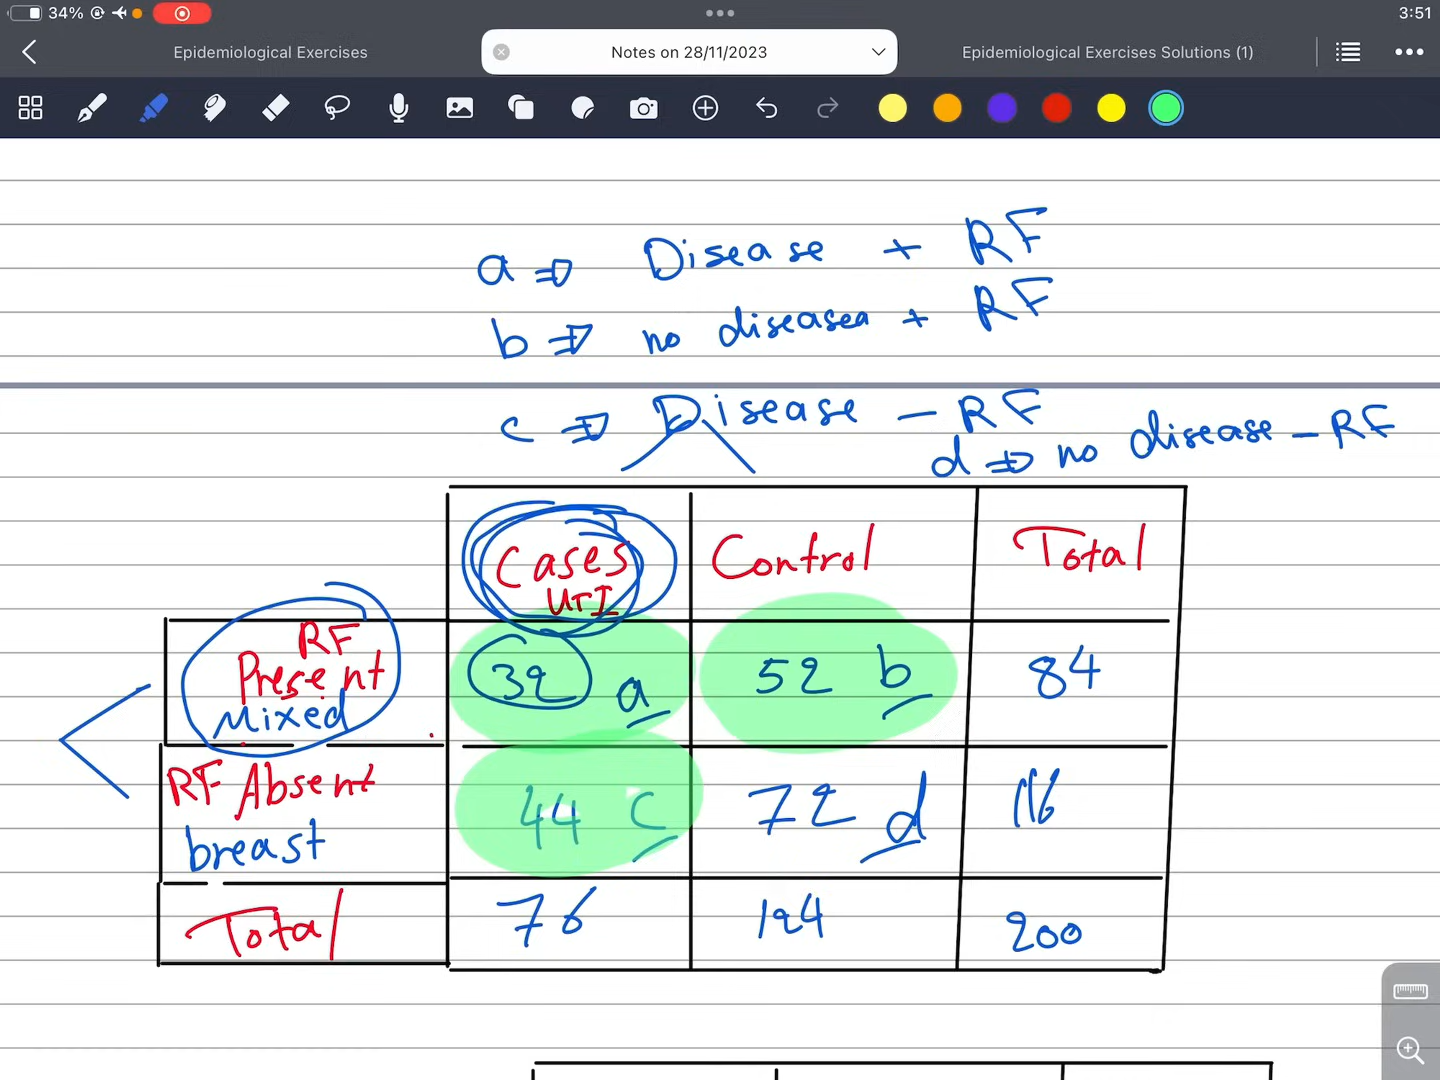 34%
3:51
Epidemiological Exercises
Notes on 28/11/2023
Epidemiological Exercises Solutions (1)
a ⇒ Disease + RF
b ⇒ no diseasea + RF
c ⇒ Disease - RF
d ⇒ no disease - RF
Cases Control Total
UTI
RF
Present 32 a 52 b 84
Mixed
RF Absent 44 c 72 d 116
breast
Total 76 124 200